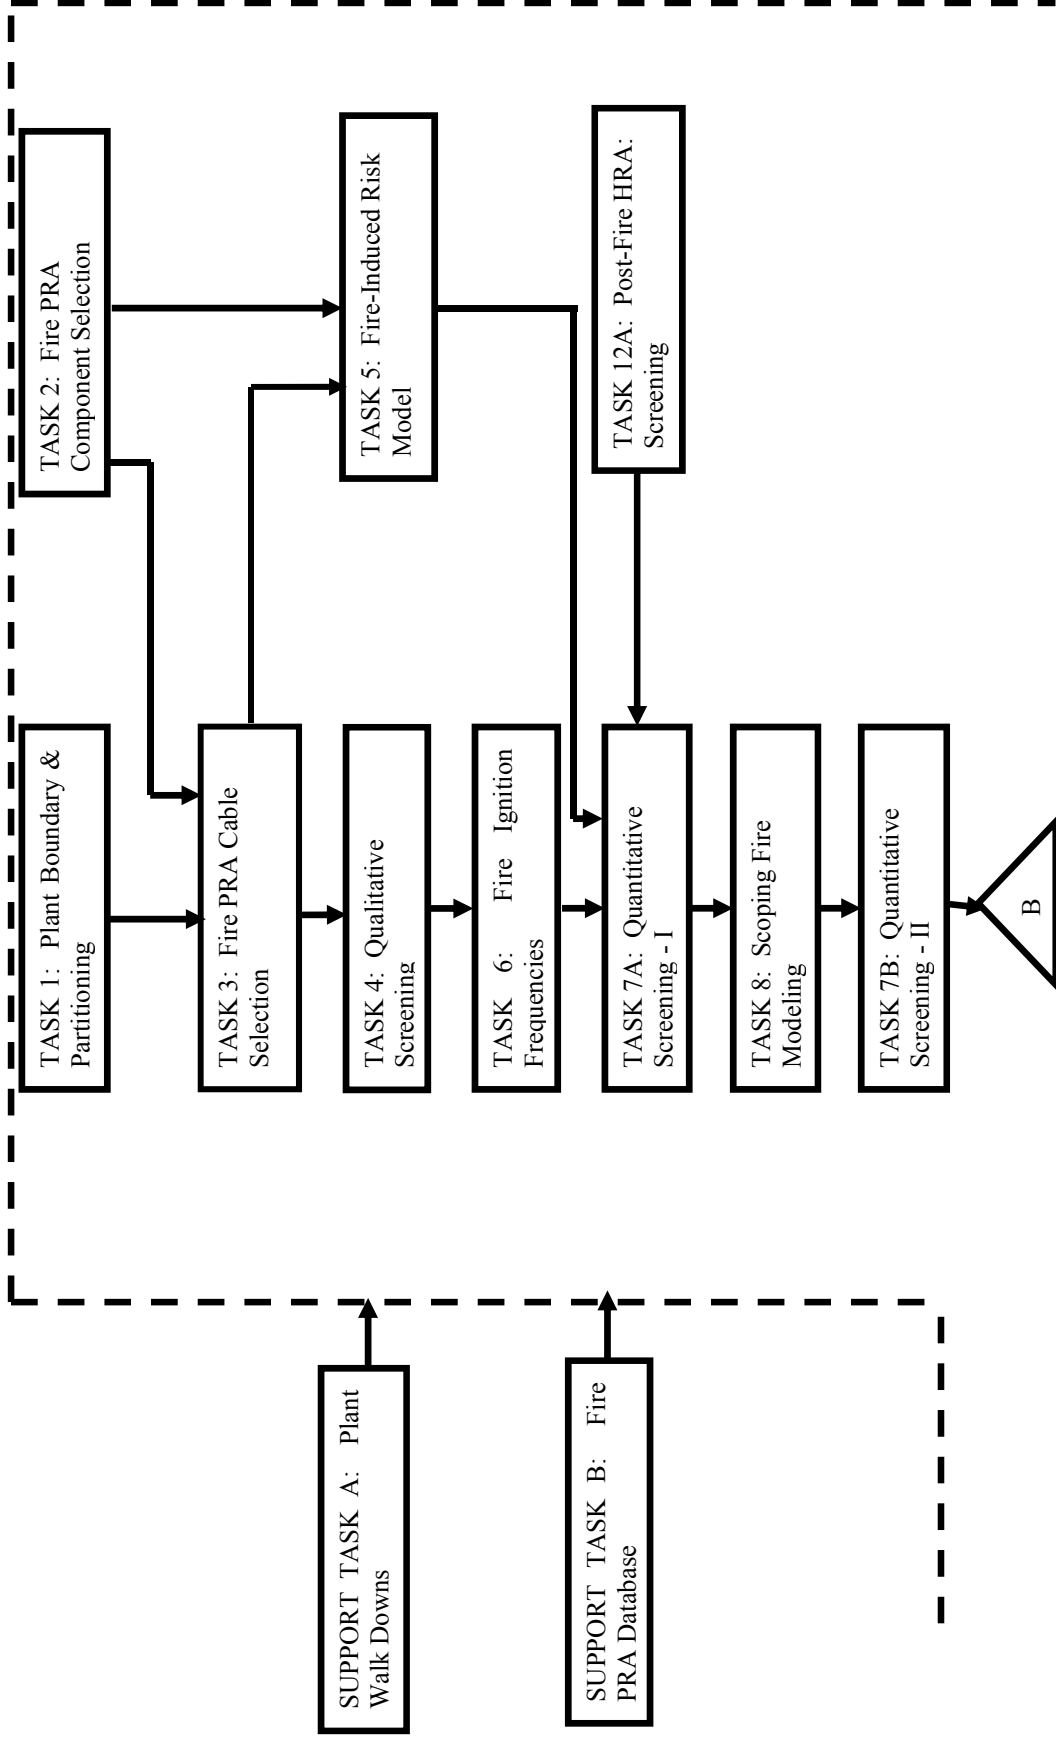 TASK 1: Plant Boundary &
Partitioning
TASK 2: Fire PRA
Component Selection
TASK 3: Fire PRA Cable
Selection
TASK 4: Qualitative
Screening
TASK 5: Fire-Induced Risk
Model
TASK 6: Fire Ignition
Frequencies
TASK 7A: Quantitative
Screening - I
TASK 12A: Post-Fire HRA:
Screening
TASK 8: Scoping Fire
Modeling
TASK 7B: Quantitative
Screening - II
B
SUPPORT TASK A: Plant
Walk Downs
SUPPORT TASK B: Fire
PRA Database